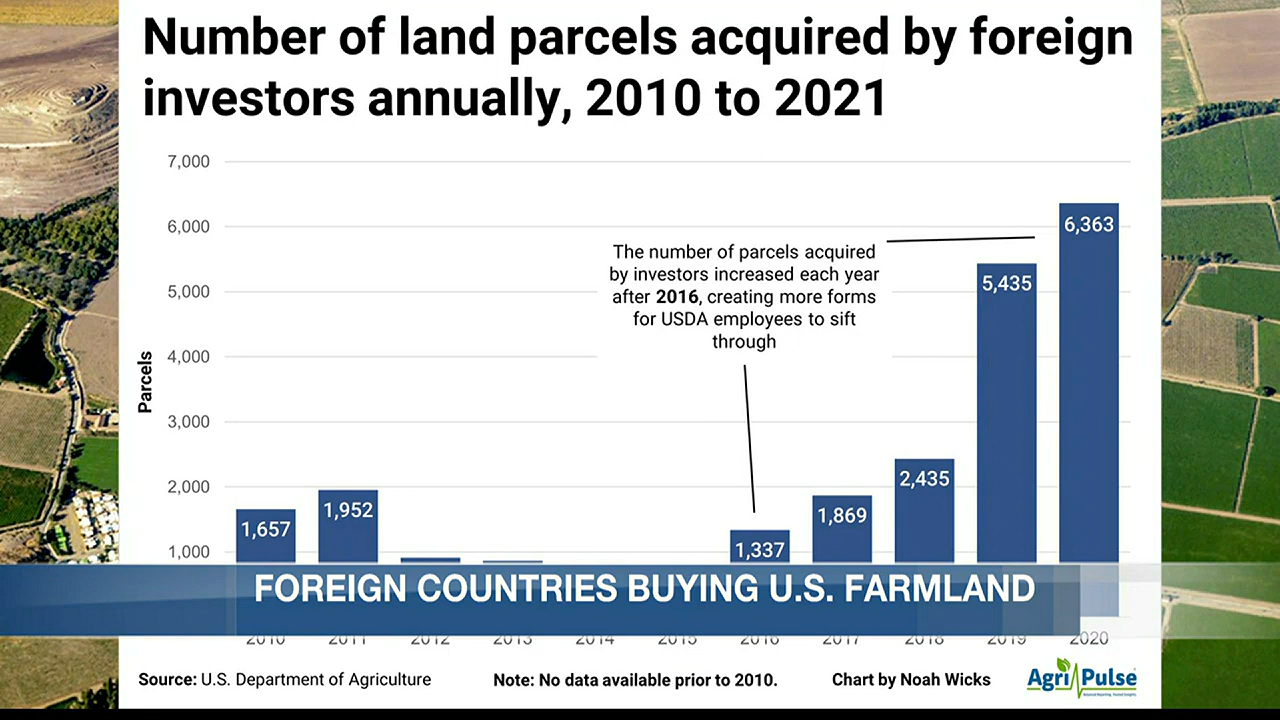 Number of land parcels acquired by foreign
investors annually, 2010 to 2021
7,000
6,000
5,000
4,000
3,000
2,000
1,000
Parcels
The number of parcels acquired
by investors increased each year
after 2016, creating more forms
for USDA employees to sift
through
1,657
1,952
1,337
1,869
2,435
5,435
6,363
FOREIGN COUNTRIES BUYING U.S. FARMLAND
2010 2011 2012 2013 2014 2015 2016 2017 2018 2019 2020
Source: U.S. Department of Agriculture
Note: No data available prior to 2010.
Chart by Noah Wicks
Agri Pulse